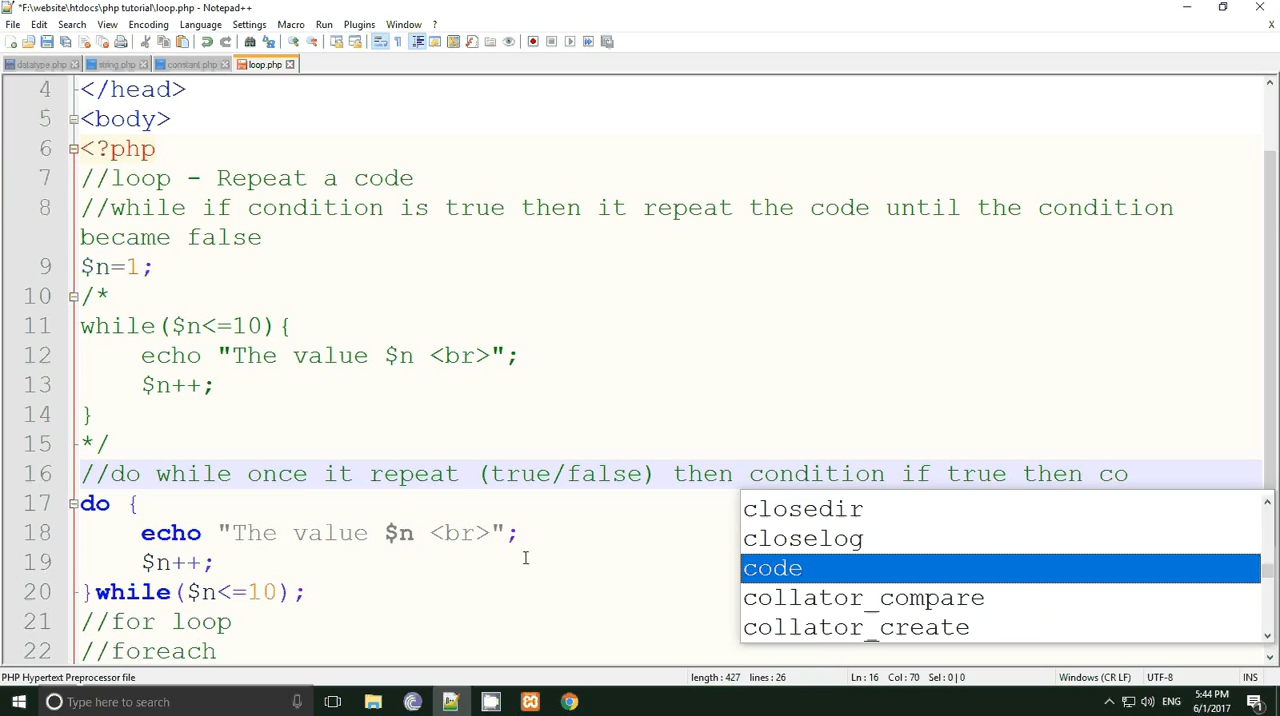 *F:\website\htdocs\php tutorial\loop.php - Notepad++
File Edit Search View Encoding Language Settings Macro Run Plugins Window ?
datatype.php string.php constant.php loop.php
4 </head>
5 <body>
6 <?php
7 //loop - Repeat a code
8 //while if condition is true then it repeat the code until the condition
became false
9 $n=1;
10 /*
11 while($n<=10){
12 echo "The value $n <br>";
13 $n++;
14 }
15 */
16 //do while once it repeat (true/false) then condition if true then co
17 do {
18 echo "The value $n <br>";
19 $n++;
20 }while($n<=10);
21 //for loop
22 //foreach
closedir
closelog
code
collator_compare
collator_create
PHP Hypertext Preprocessor file length : 427 lines : 26 Ln : 16 Col : 70 Sel : 0 | 0 Windows (CR LF) UTF-8 INS
Type here to search ENG 5:44 PM
6/1/2017